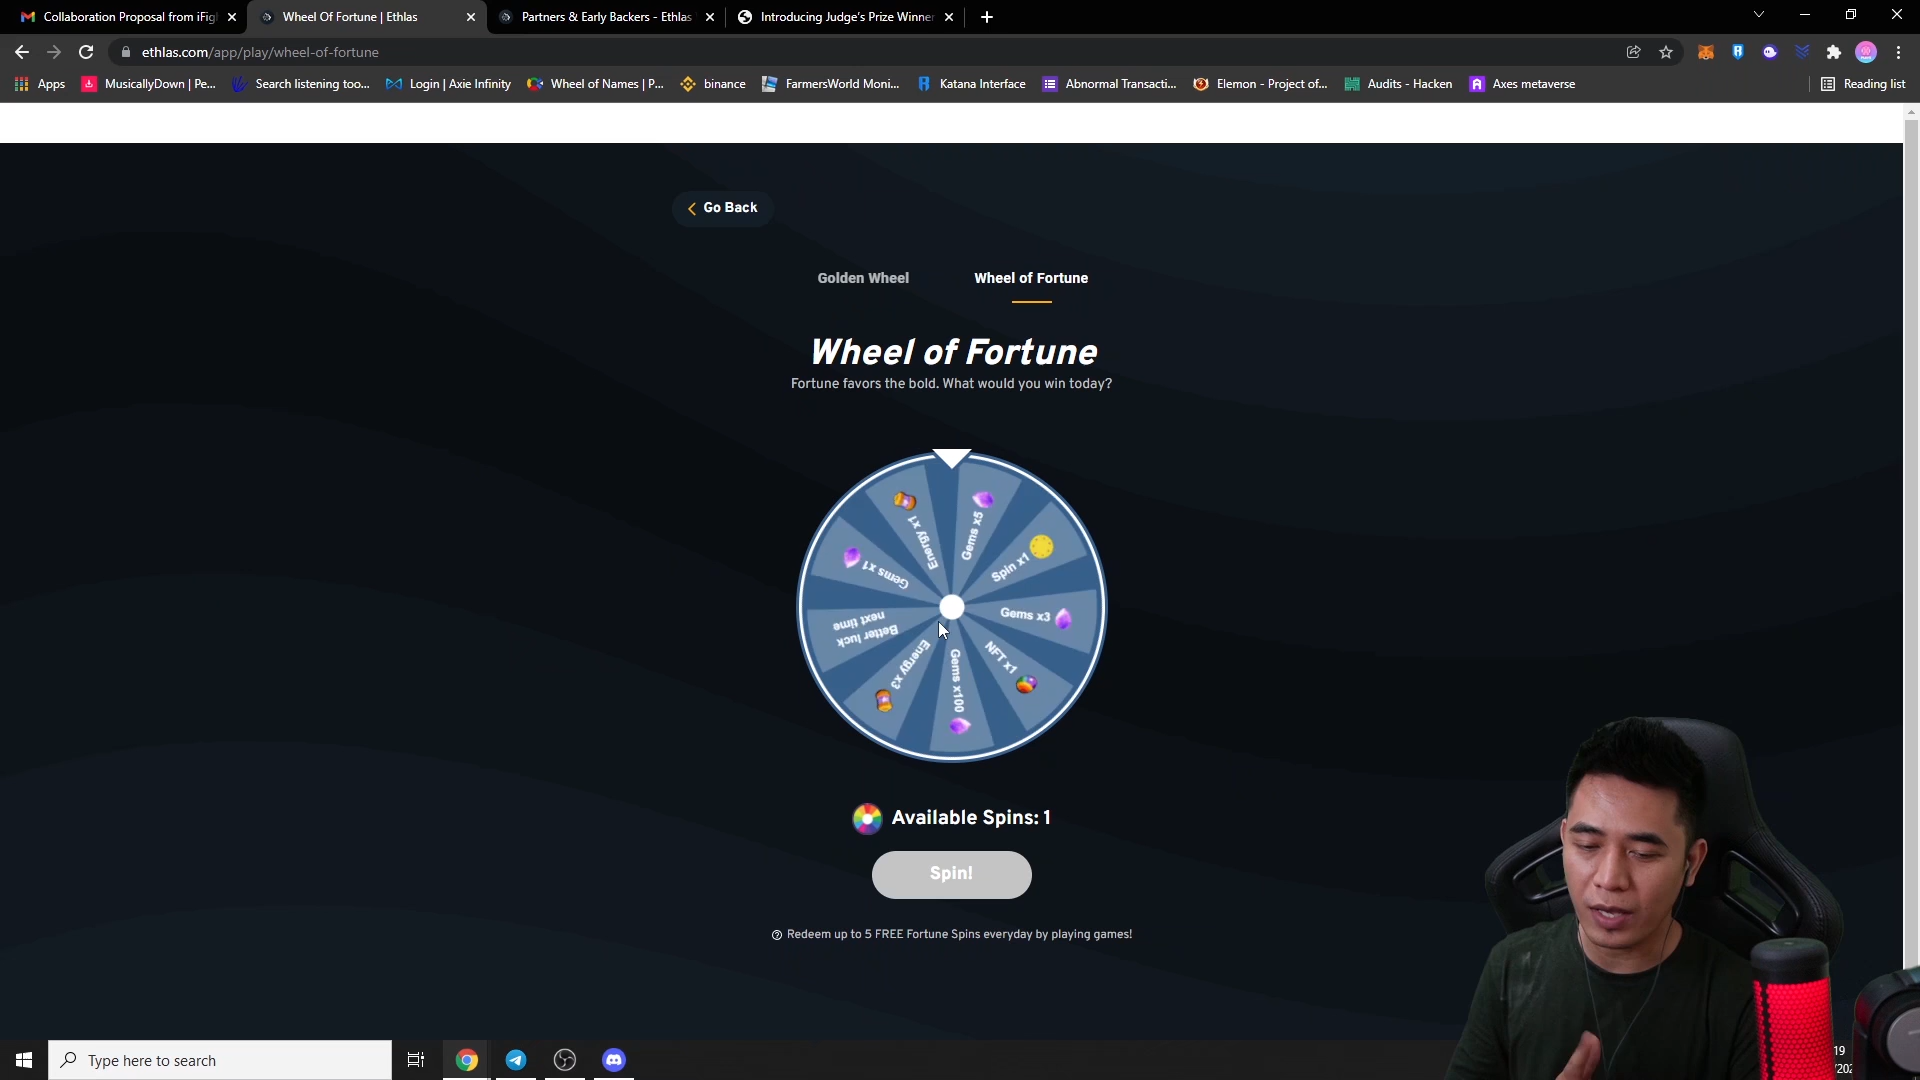 Collaboration Proposal from iFig
Wheel Of Fortune | Ethlas
Partners & Early Backers - Ethlas
Introducing Judge's Prize Winner
ethlas.com/app/play/wheel-of-fortune
Apps
MusicallyDown | Pe...
Search listening too...
Login | Axie Infinity
Wheel of Names | P...
binance
FarmersWorld Moni...
Katana Interface
Abnormal Transacti...
Elemon - Project of...
Audits - Hacken
Axes metaverse
Reading list
Go Back
Golden Wheel
Wheel of Fortune
Wheel of Fortune
Fortune favors the bold. What would you win today?
Gems x5
Spin x1
Gems x3
NFT x1
Gems x100
Energy x3
Better luck
next time
Gems x1
Energy x1
Available Spins: 1
Spin!
Redeem up to 5 FREE Fortune Spins everyday by playing games!
Type here to search